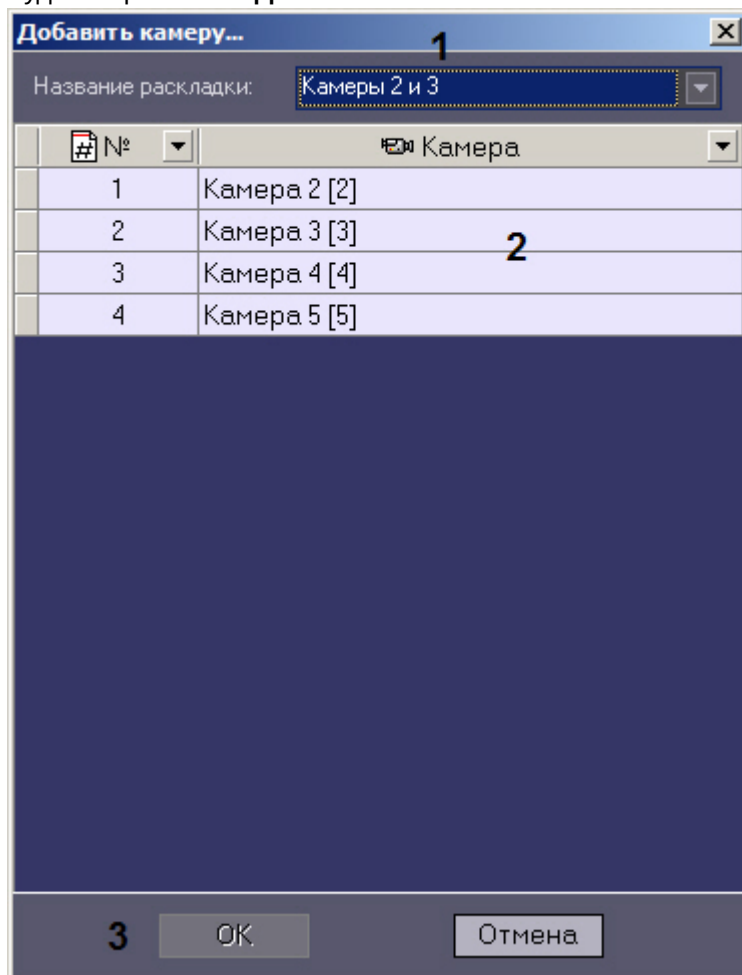 Добавить камеру...
1
Название раскладки: Камеры 2 и 3
№ Камера
1 Камера 2 [2]
2 Камера 3 [3]
2
3 Камера 4 [4]
4 Камера 5 [5]
3 OK Отмена